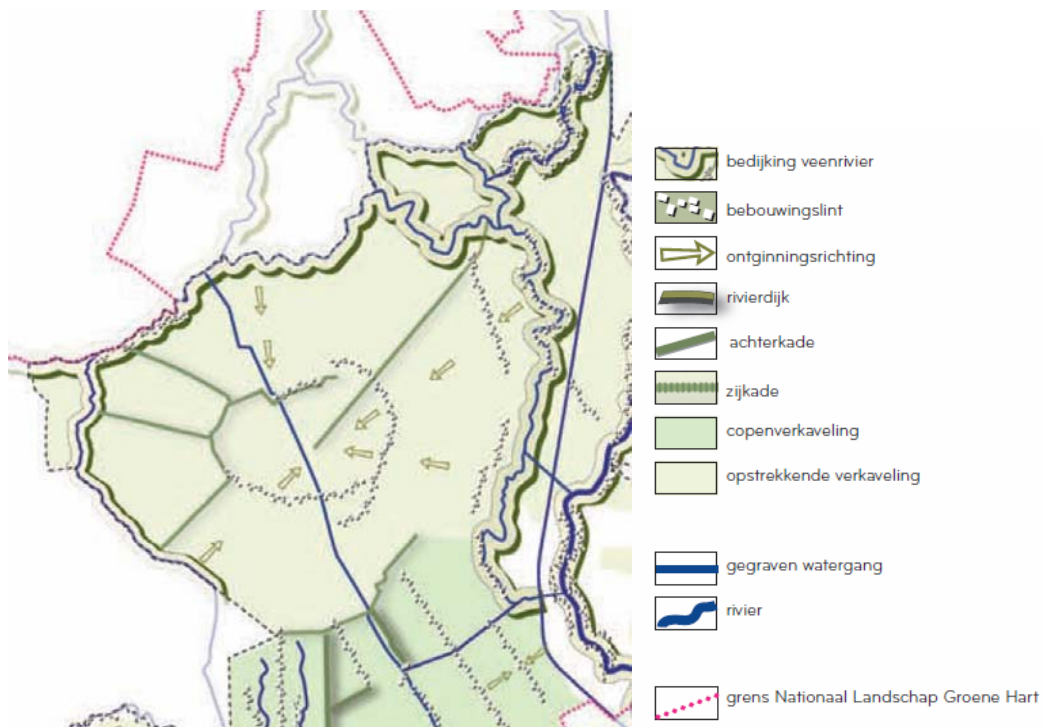 bedijking veenrivier
bebouwingslint
ontginningsrichting
rivierdijk
achterkade
zijkade
copenverkaveling
opstrekkende verkaveling
gegraven watergang
rivier
grens Nationaal Landschap Groene Hart